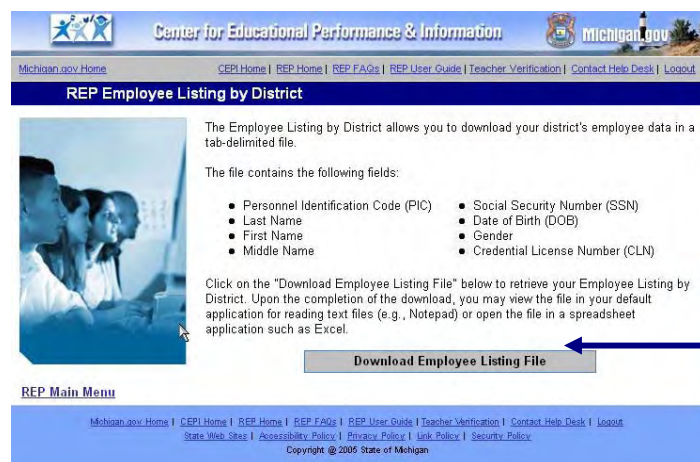 Center for Educational Performance & Information
Michigan.gov
Michigan.gov Home
CEPI Home | REP Home | REP FAQs | REP User Guide | Teacher Verification | Contact Help Desk | Logout
REP Employee Listing by District
The Employee Listing by District allows you to download your district's employee data in a
tab-delimited file.
The file contains the following fields:
● Personnel Identification Code (PIC)
● Last Name
● First Name
● Middle Name
● Social Security Number (SSN)
● Date of Birth (DOB)
● Gender
● Credential License Number (CLN)
Click on the "Download Employee Listing File" below to retrieve your Employee Listing by
District. Upon the completion of the download, you may view the file in your default
application for reading text files (e.g., Notepad) or open the file in a spreadsheet
application such as Excel.
Download Employee Listing File
REP Main Menu
Michigan.gov Home | CEPI Home | REP Home | REP FAQs | REP User Guide | Teacher Verification | Contact Help Desk | Logout
State Web Sites | Accessibility Policy | Privacy Policy | Link Policy | Security Policy
Copyright @ 2005 State of Michigan